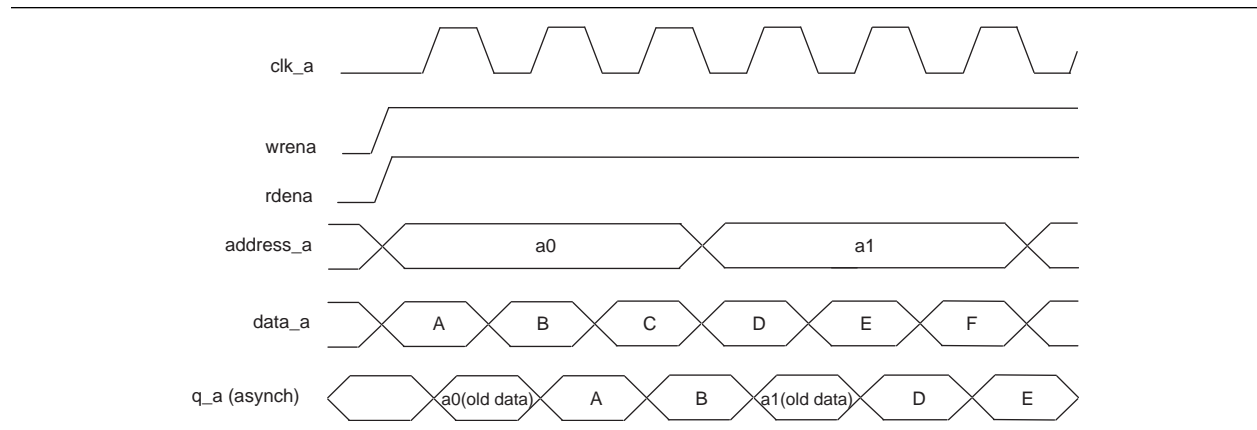 clk_a
wrena
rdena
address_a a0 a1
data_a A B C D E F
q_a (asynch) a0(old data) A B a1(old data) D E